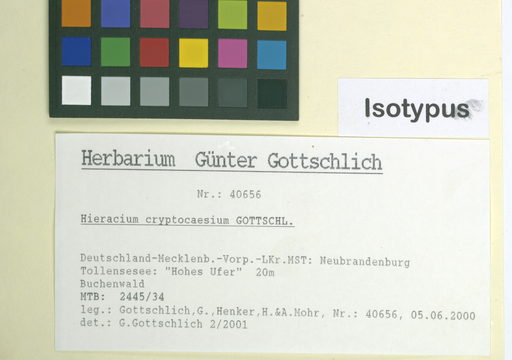 Isotypus
Herbarium Günter Gottschlich
Nr.: 40656
Hieracium cryptocaesium GOTTSCHL.
Deutschland-Mecklenb.-Vorp.-LKr.MST: Neubrandenburg
Tollensesee: "Hohes Ufer" 20m
Buchenwald
MTB: 2445/34
leg.: Gottschlich,G.,Henker,H.&A.Mohr, Nr.: 40656, 05.06.2000
det.: G.Gottschlich 2/2001